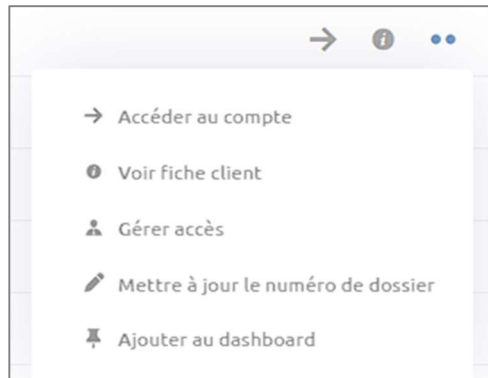 Accéder au compte
Voir fiche client
Gérer accès
Mettre à jour le numéro de dossier
Ajouter au dashboard